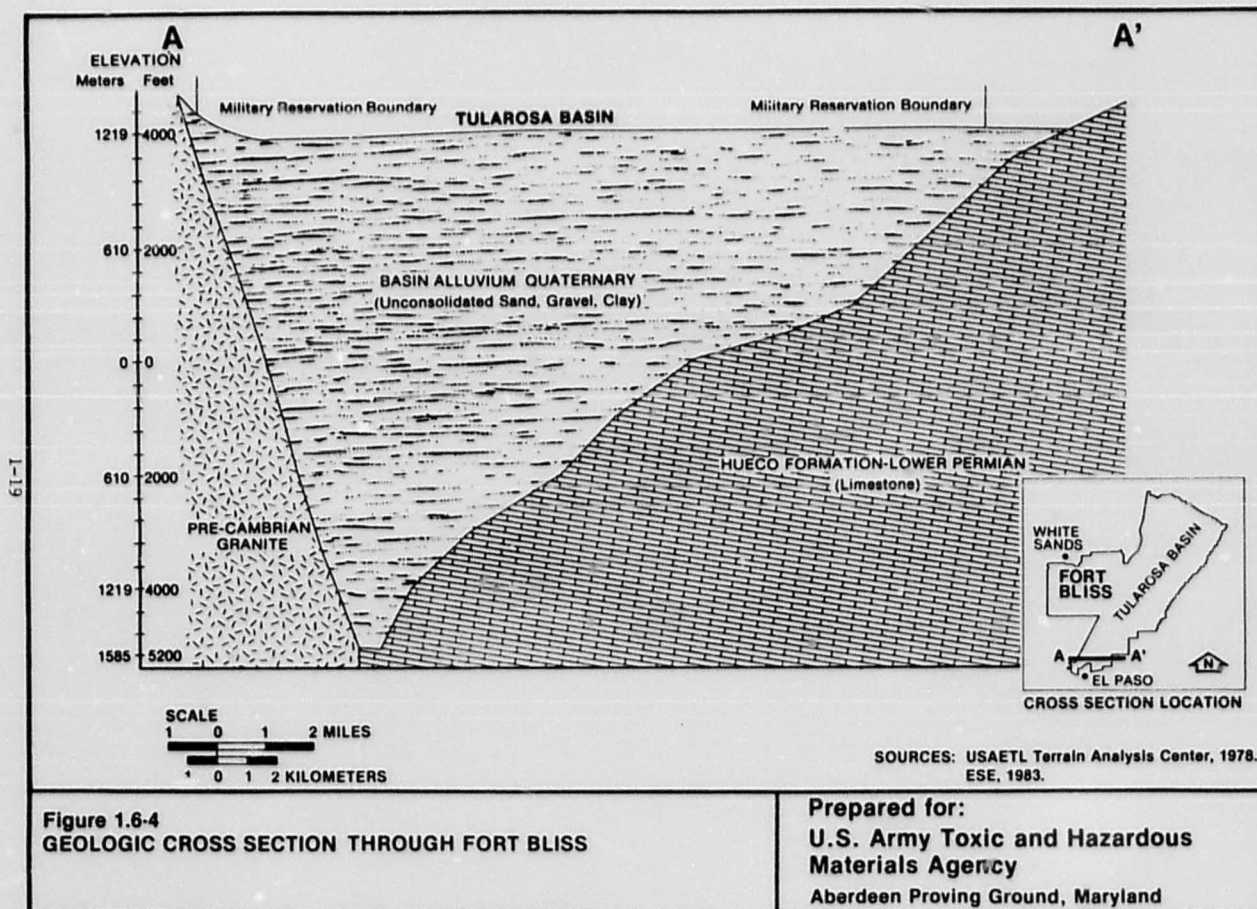 A
A'
ELEVATION
Meters Feet
Military Reservation Boundary
Military Reservation Boundary
TULAROSA BASIN
1219 4000
610 2000
BASIN ALLUVIUM QUATERNARY
(Unconsolidated Sand, Gravel, Clay)
0 0
610 2000
HUECO FORMATION-LOWER PERMIAN
(Limestone)
PRE-CAMBRIAN
GRANITE
1219 4000
1585 5200
1-19
WHITE
SANDS
FORT
BLISS
TULAROSA BASIN
A A'
N
EL PASO
CROSS SECTION LOCATION
SCALE
1 0 1 2 MILES
1 0 1 2 KILOMETERS
SOURCES: USAETL Terrain Analysis Center, 1978.
ESE, 1983.
Figure 1.6-4
GEOLOGIC CROSS SECTION THROUGH FORT BLISS
Prepared for:
U.S. Army Toxic and Hazardous
Materials Agency
Aberdeen Proving Ground, Maryland